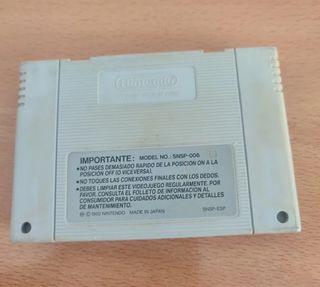 Nintendo
IMPORTANTE: MODEL NO.: SNSP-006
•NO PASES DEMASIADO RAPIDO DE LA POSICION ON A LA
POSICION OFF (O VICEVERSA).
•NO TOQUES LAS CONEXIONES FINALES CON LOS DEDOS.
•DEBES LIMPIAR ESTE VIDEOJUEGO REGULARMENTE. POR
FAVOR, CONSULTA EL FOLLETO DE INFORMACION AL
CONSUMIDOR PARA CUIDADOS ADICIONALES Y DETALLES
DE MANTENIMIENTO.
©1992 NINTENDO MADE IN JAPAN SNSP-ESP